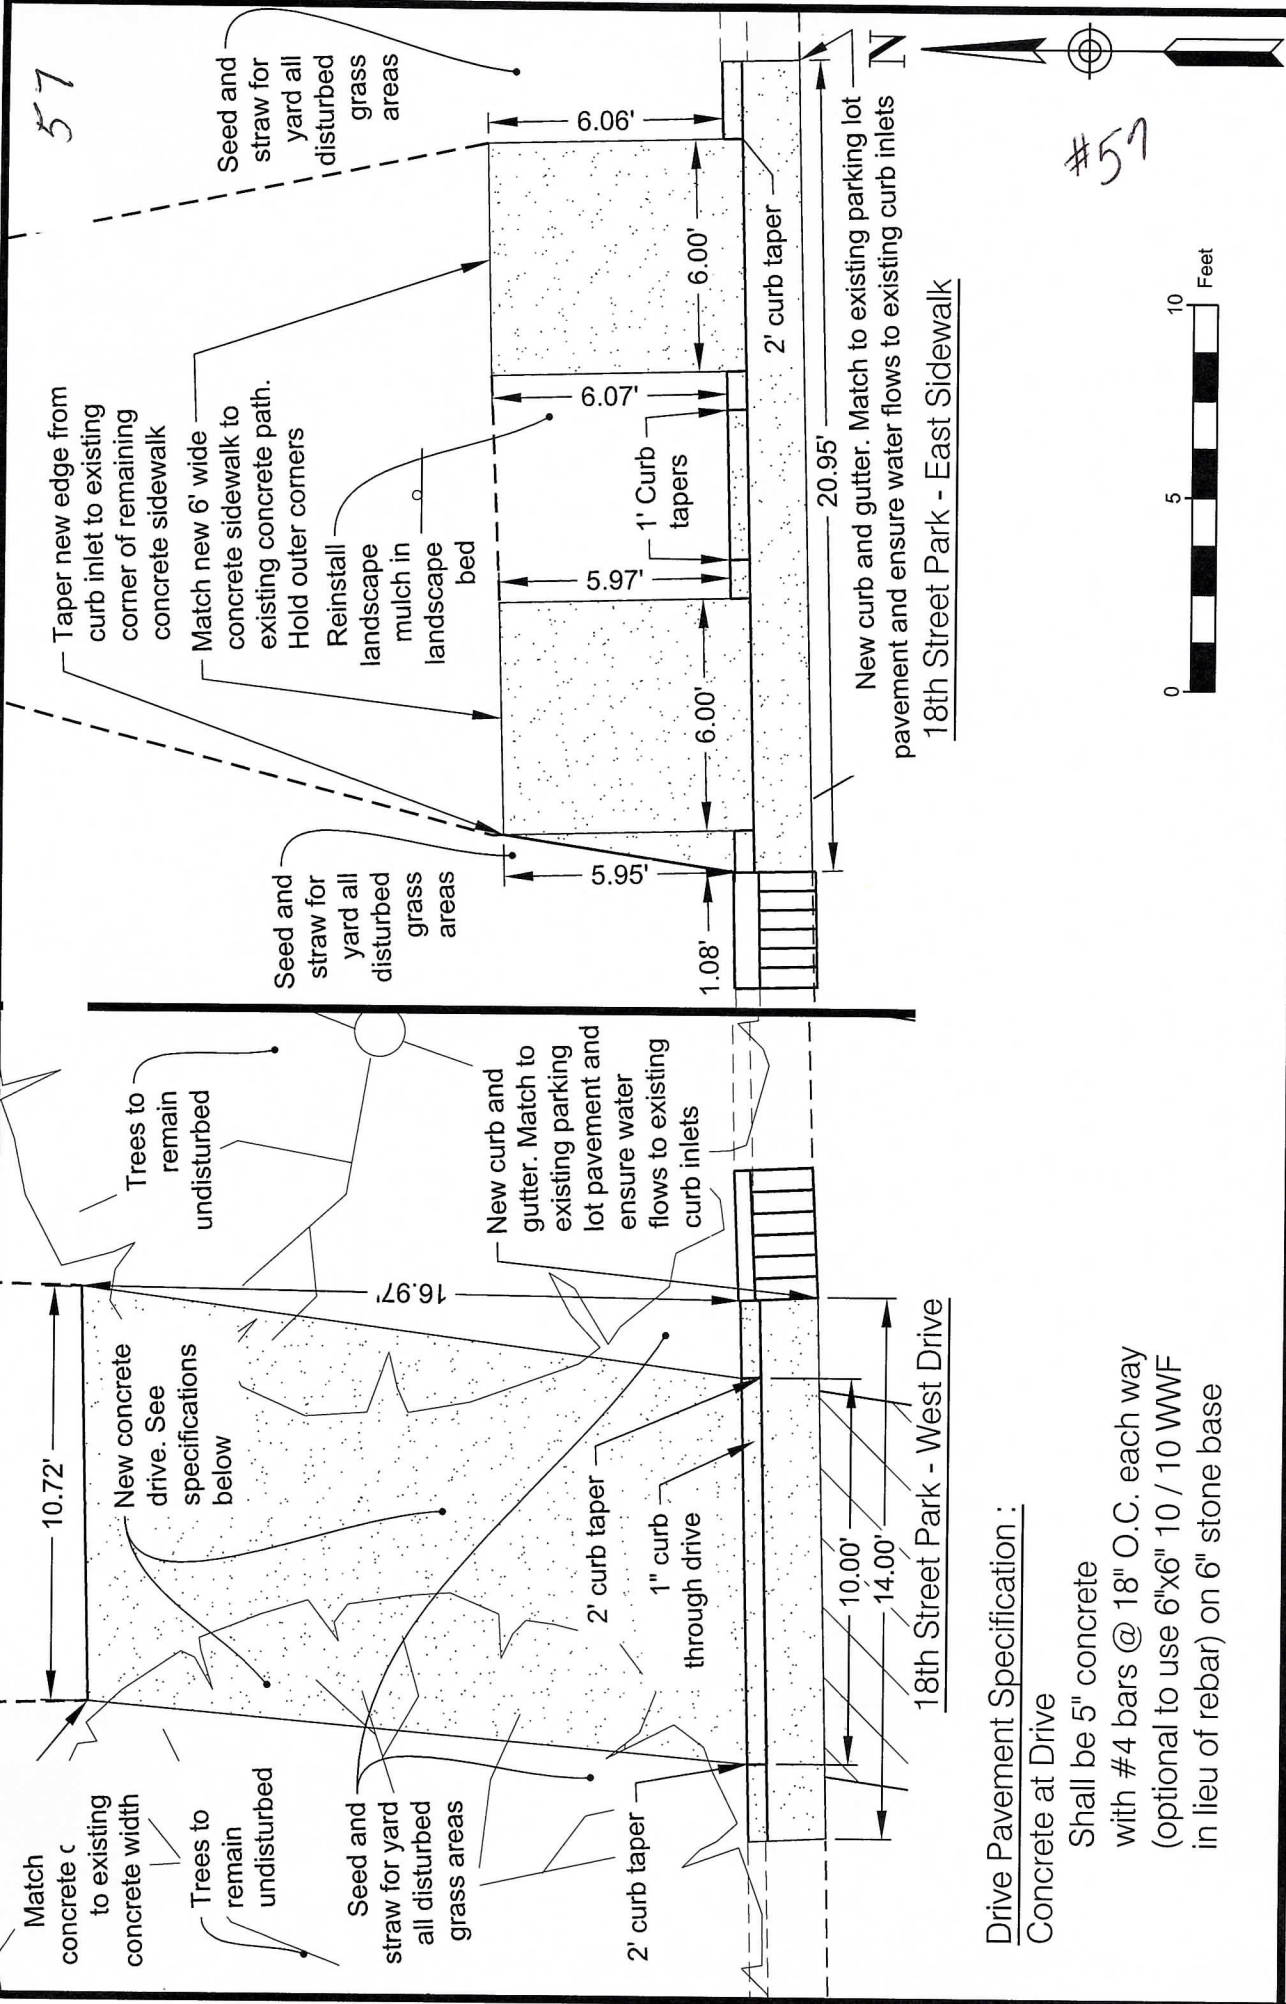 57
Match
concrete
to existing
concrete width
Trees to
remain
undisturbed
Seed and
straw for yard
all disturbed
grass areas
2' curb taper
10.72'
New concrete
drive. See
specifications
below
16.97'
2' curb taper
1" curb
through drive
10.00'
14.00'
Trees to
remain
undisturbed
New curb and
gutter. Match to
existing parking
lot pavement and
ensure water
flows to existing
curb inlets
18th Street Park - West Drive
Drive Pavement Specification :
Concrete at Drive
Shall be 5" concrete
with #4 bars @ 18" O.C. each way
(optional to use 6"x6" 10 / 10 WWF
in lieu of rebar) on 6" stone base
Seed and
straw for
yard all
disturbed
grass
areas
Taper new edge from
curb inlet to existing
corner of remaining
concrete sidewalk
Match new 6' wide
concrete sidewalk to
existing concrete path.
Hold outer corners
Reinstall
landscape
mulch in
landscape
bed
Seed and
straw for
yard all
disturbed
grass
areas
5.95'
1.08'
6.00'
5.97'
1' Curb
tapers
6.07'
6.00'
6.06'
2' curb taper
20.95'
New curb and gutter. Match to existing parking lot
pavement and ensure water flows to existing curb inlets
18th Street Park - East Sidewalk
N
#57
0
5
10
Feet